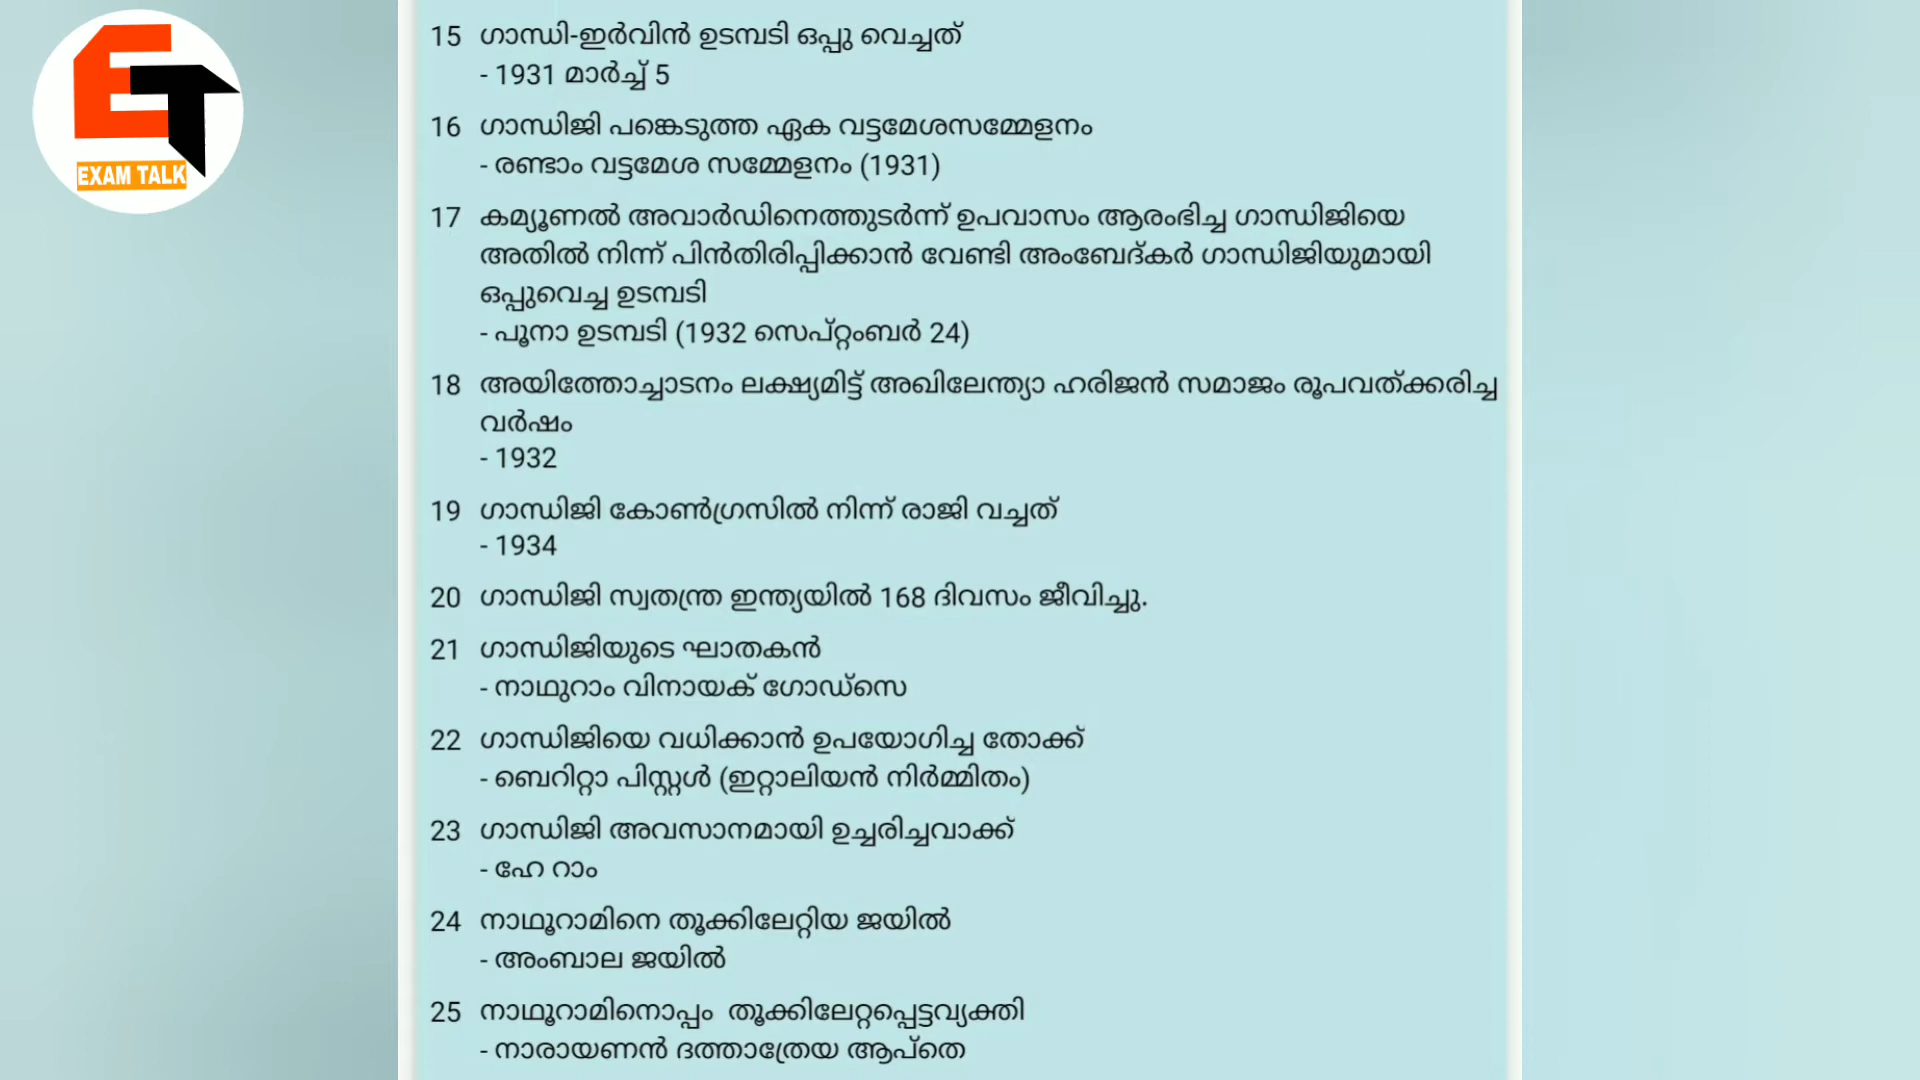 EXAM TALK
15 ഗാന്ധി-ഇർവിൻ ഉടമ്പടി ഒപ്പു വെച്ചത്
- 1931 മാർച്ച് 5
16 ഗാന്ധിജി പങ്കെടുത്ത ഏക വട്ടമേശസമ്മേളനം
- രണ്ടാം വട്ടമേശ സമ്മേളനം (1931)
17 കമ്യൂണൽ അവാർഡിനെത്തുടർന്ന് ഉപവാസം ആരംഭിച്ച ഗാന്ധിജിയെ
അതിൽ നിന്ന് പിൻതിരിപ്പിക്കാൻ വേണ്ടി അംബേദ്കർ ഗാന്ധിജിയുമായി
ഒപ്പുവെച്ച ഉടമ്പടി
- പൂനാ ഉടമ്പടി (1932 സെപ്റ്റംബർ 24)
18 അയിത്തോച്ചാടനം ലക്ഷ്യമിട്ട് അഖിലേന്ത്യാ ഹരിജൻ സമാജം രൂപവത്ക്കരിച്ച
വർഷം
- 1932
19 ഗാന്ധിജി കോൺഗ്രസിൽ നിന്ന് രാജി വച്ചത്
- 1934
20 ഗാന്ധിജി സ്വതന്ത്ര ഇന്ത്യയിൽ 168 ദിവസം ജീവിച്ചു.
21 ഗാന്ധിജിയുടെ ഘാതകൻ
- നാഥുറാം വിനായക് ഗോഡ്സെ
22 ഗാന്ധിജിയെ വധിക്കാൻ ഉപയോഗിച്ച തോക്ക്
- ബെറിറ്റാ പിസ്റ്റൾ (ഇറ്റാലിയൻ നിർമ്മിതം)
23 ഗാന്ധിജി അവസാനമായി ഉച്ചരിച്ചവാക്ക്
- ഹേ റാം
24 നാഥൂറാമിനെ തൂക്കിലേറ്റിയ ജയിൽ
- അംബാല ജയിൽ
25 നാഥൂറാമിനൊപ്പം തൂക്കിലേറ്റപ്പെട്ടവ്യക്തി
- നാരായണൻ ദത്താത്രേയ ആപ്തെ